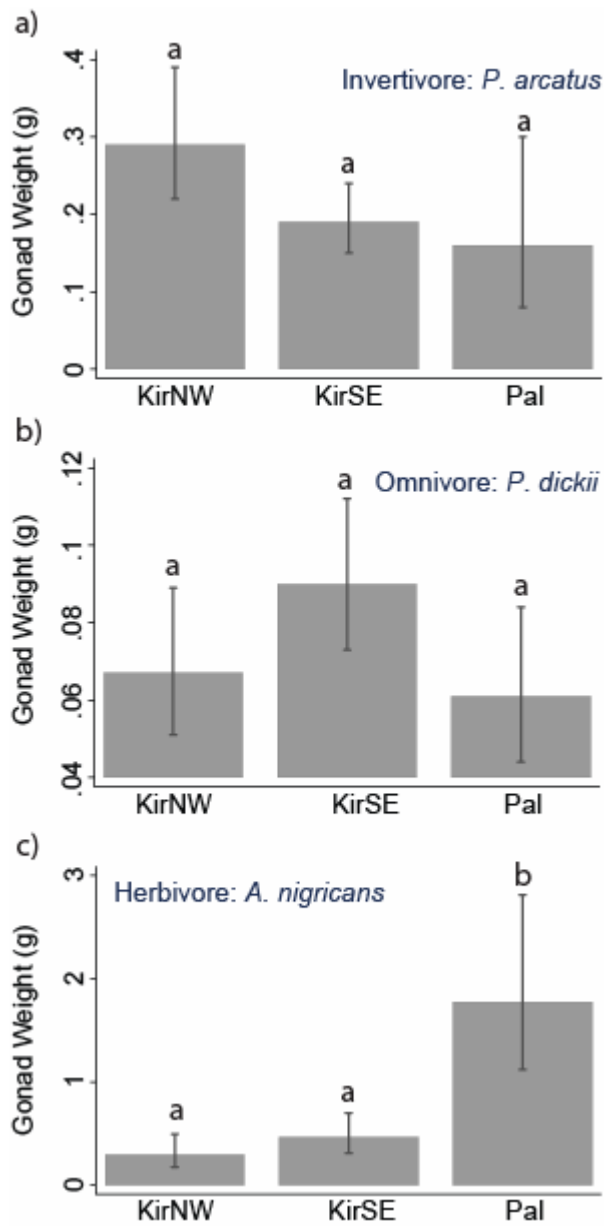 a)
Invertivore: P. arcatus
Gonad Weight (g)
.4
.3
.2
.1
0
a
a
a
KirNW KirSE Pal
b)
Omnivore: P. dickii
Gonad Weight (g)
.12
.1
.08
.06
.04
a
a
a
KirNW KirSE Pal
c)
Herbivore: A. nigricans
Gonad Weight (g)
3
2
1
0
a
a
b
KirNW KirSE Pal